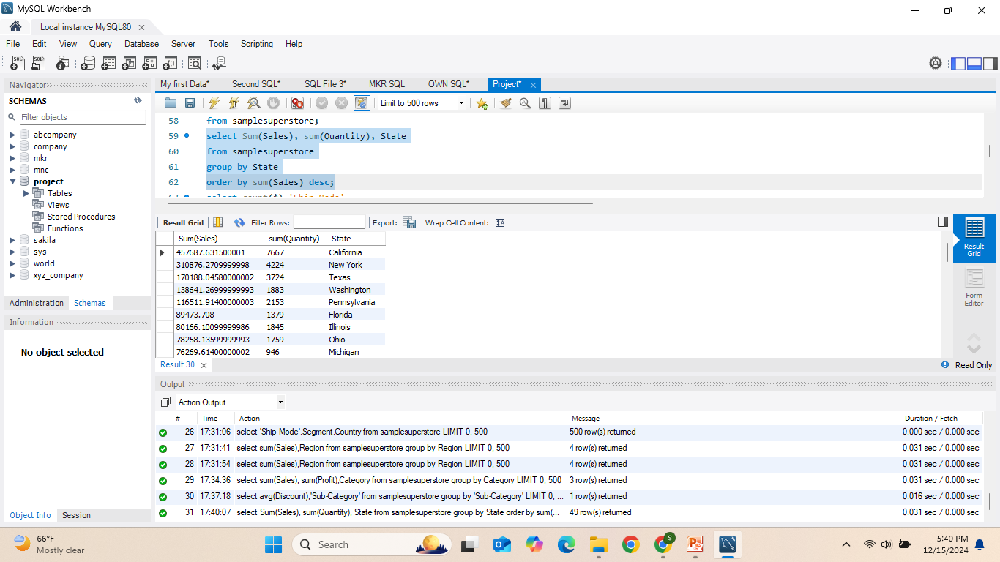 MySQL Workbench
Local instance MySQL80
File Edit View Query Database Server Tools Scripting Help
Navigator
SCHEMAS
Filter objects
abcompany
company
mkr
mnc
project
Tables
Views
Stored Procedures
Functions
sakila
sys
world
xyz_company
Administration Schemas
Information
No object selected
Object Info Session
My first Data* Second SQL* SQL File 3* MKR SQL OWN SQL* Project*
Limit to 500 rows
58 from samplesuperstore;
59 select Sum(Sales), sum(Quantity), State
60 from samplesuperstore
61 group by State
62 order by sum(Sales) desc;
63 select count(*),'Ship Mode'
Result Grid Filter Rows: Export: Wrap Cell Content:
Sum(Sales) sum(Quantity) State
457687.631500001 7667 California
310876.2709999998 4224 New York
170188.04580000002 3724 Texas
138641.26999999993 1883 Washington
116511.91400000003 2153 Pennsylvania
89473.708 1379 Florida
80166.10099999986 1845 Illinois
78258.13599999993 1759 Ohio
76269.61400000002 946 Michigan
Result
Grid
Form
Editor
Result 30
Read Only
Output
Action Output
# Time Action Message Duration / Fetch
26 17:31:06 select 'Ship Mode',Segment,Country from samplesuperstore LIMIT 0, 500 500 row(s) returned 0.000 sec / 0.000 sec
27 17:31:41 select sum(Sales),Region from samplesuperstore group by Region LIMIT 0, 500 4 row(s) returned 0.031 sec / 0.000 sec
28 17:31:54 select sum(Sales),Region from samplesuperstore group by Region LIMIT 0, 500 4 row(s) returned 0.031 sec / 0.000 sec
29 17:34:36 select sum(Sales), sum(Profit),Category from samplesuperstore group by Category LIMIT 0, 500 3 row(s) returned 0.031 sec / 0.000 sec
30 17:37:18 select avg(Discount),'Sub-Category' from samplesuperstore group by 'Sub-Category' LIMIT 0, ... 1 row(s) returned 0.016 sec / 0.000 sec
31 17:40:07 select Sum(Sales), sum(Quantity), State from samplesuperstore group by State order by sum(... 49 row(s) returned 0.031 sec / 0.000 sec
66°F
Mostly clear
Search
5:40 PM
12/15/2024